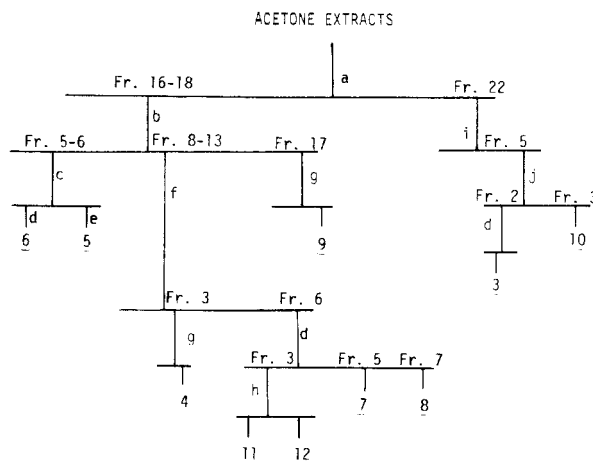 ACETONE EXTRACTS
a
Fr. 16-18 Fr. 22
b i
Fr. 5-6 Fr. 8-13 Fr. 17 Fr. 5
c f g j
Fr. 2 Fr. 3
d e d
6 5 9 10
3
Fr. 3 Fr. 6
g d
Fr. 3 Fr. 5 Fr. 7
h
4 7 8
11 12